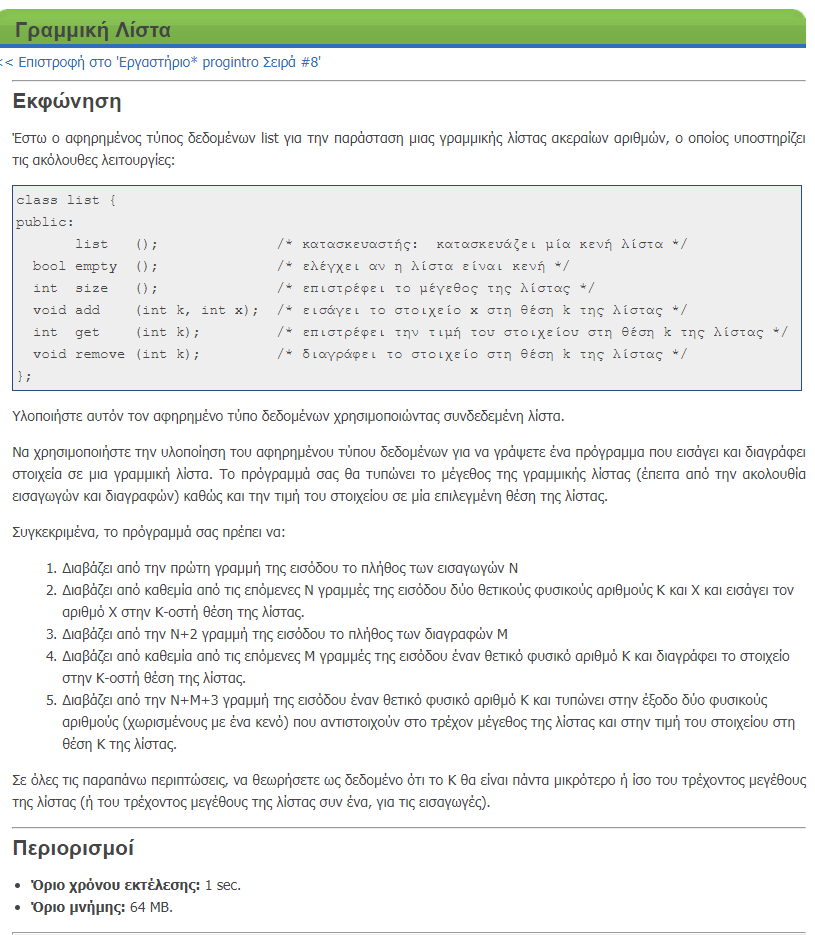 Γραμμική Λίστα
<< Επιστροφή στο 'Εργαστήριο* progintro Σειρά #8'
Εκφώνηση
Έστω ο αφηρημένος τύπος δεδομένων list για την παράσταση μιας γραμμικής λίστας ακεραίων αριθμών, ο οποίος υποστηρίζει
τις ακόλουθες λειτουργίες:
class list {
public:
list (); /* κατασκευαστής: κατασκευάζει μία κενή λίστα */
bool empty (); /* ελέγχει αν η λίστα είναι κενή */
int size (); /* επιστρέφει το μέγεθος της λίστας */
void add (int k, int x); /* εισάγει το στοιχείο x στη θέση k της λίστας */
int get (int k); /* επιστρέφει την τιμή του στοιχείου στη θέση k της λίστας */
void remove (int k); /* διαγράφει το στοιχείο στη θέση k της λίστας */
};
Υλοποιήστε αυτόν τον αφηρημένο τύπο δεδομένων χρησιμοποιώντας συνδεδεμένη λίστα.
Να χρησιμοποιήστε την υλοποίηση του αφηρημένου τύπου δεδομένων για να γράψετε ένα πρόγραμμα που εισάγει και διαγράφει
στοιχεία σε μια γραμμική λίστα. Το πρόγραμμά σας θα τυπώνει το μέγεθος της γραμμικής λίστας (έπειτα από την ακολουθία
εισαγωγών και διαγραφών) καθώς και την τιμή του στοιχείου σε μία επιλεγμένη θέση της λίστας.
Συγκεκριμένα, το πρόγραμμά σας πρέπει να:
1. Διαβάζει από την πρώτη γραμμή της εισόδου το πλήθος των εισαγωγών N
2. Διαβάζει από καθεμία από τις επόμενες N γραμμές της εισόδου δύο θετικούς φυσικούς αριθμούς K και X και εισάγει τον
αριθμό X στην K-οστή θέση της λίστας.
3. Διαβάζει από την N+2 γραμμή της εισόδου το πλήθος των διαγραφών M
4. Διαβάζει από καθεμία από τις επόμενες M γραμμές της εισόδου έναν θετικό φυσικό αριθμό K και διαγράφει το στοιχείο
στην K-οστή θέση της λίστας.
5. Διαβάζει από την N+M+3 γραμμή της εισόδου έναν θετικό φυσικό αριθμό K και τυπώνει στην έξοδο δύο φυσικούς
αριθμούς (χωρισμένους με ένα κενό) που αντιστοιχούν στο τρέχον μέγεθος της λίστας και στην τιμή του στοιχείου στη
θέση K της λίστας.
Σε όλες τις παραπάνω περιπτώσεις, να θεωρήσετε ως δεδομένο ότι το K θα είναι πάντα μικρότερο ή ίσο του τρέχοντος μεγέθους
της λίστας (ή του τρέχοντος μεγέθους της λίστας συν ένα, για τις εισαγωγές).
Περιορισμοί
• Όριο χρόνου εκτέλεσης: 1 sec.
• Όριο μνήμης: 64 MB.